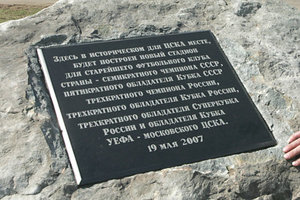 Здесь в историческом для ЦСКА месте,
будет построен новый стадион
для старейшего футбольного клуба
страны - семикратного чемпиона СССР,
пятикратного обладателя Кубка СССР
трехкратного чемпиона России,
трехкратного обладателя Кубка России,
трехкратного обладателя Суперкубка
России и обладателя Кубка
УЕФА - московского ЦСКА.
19 мая 2007